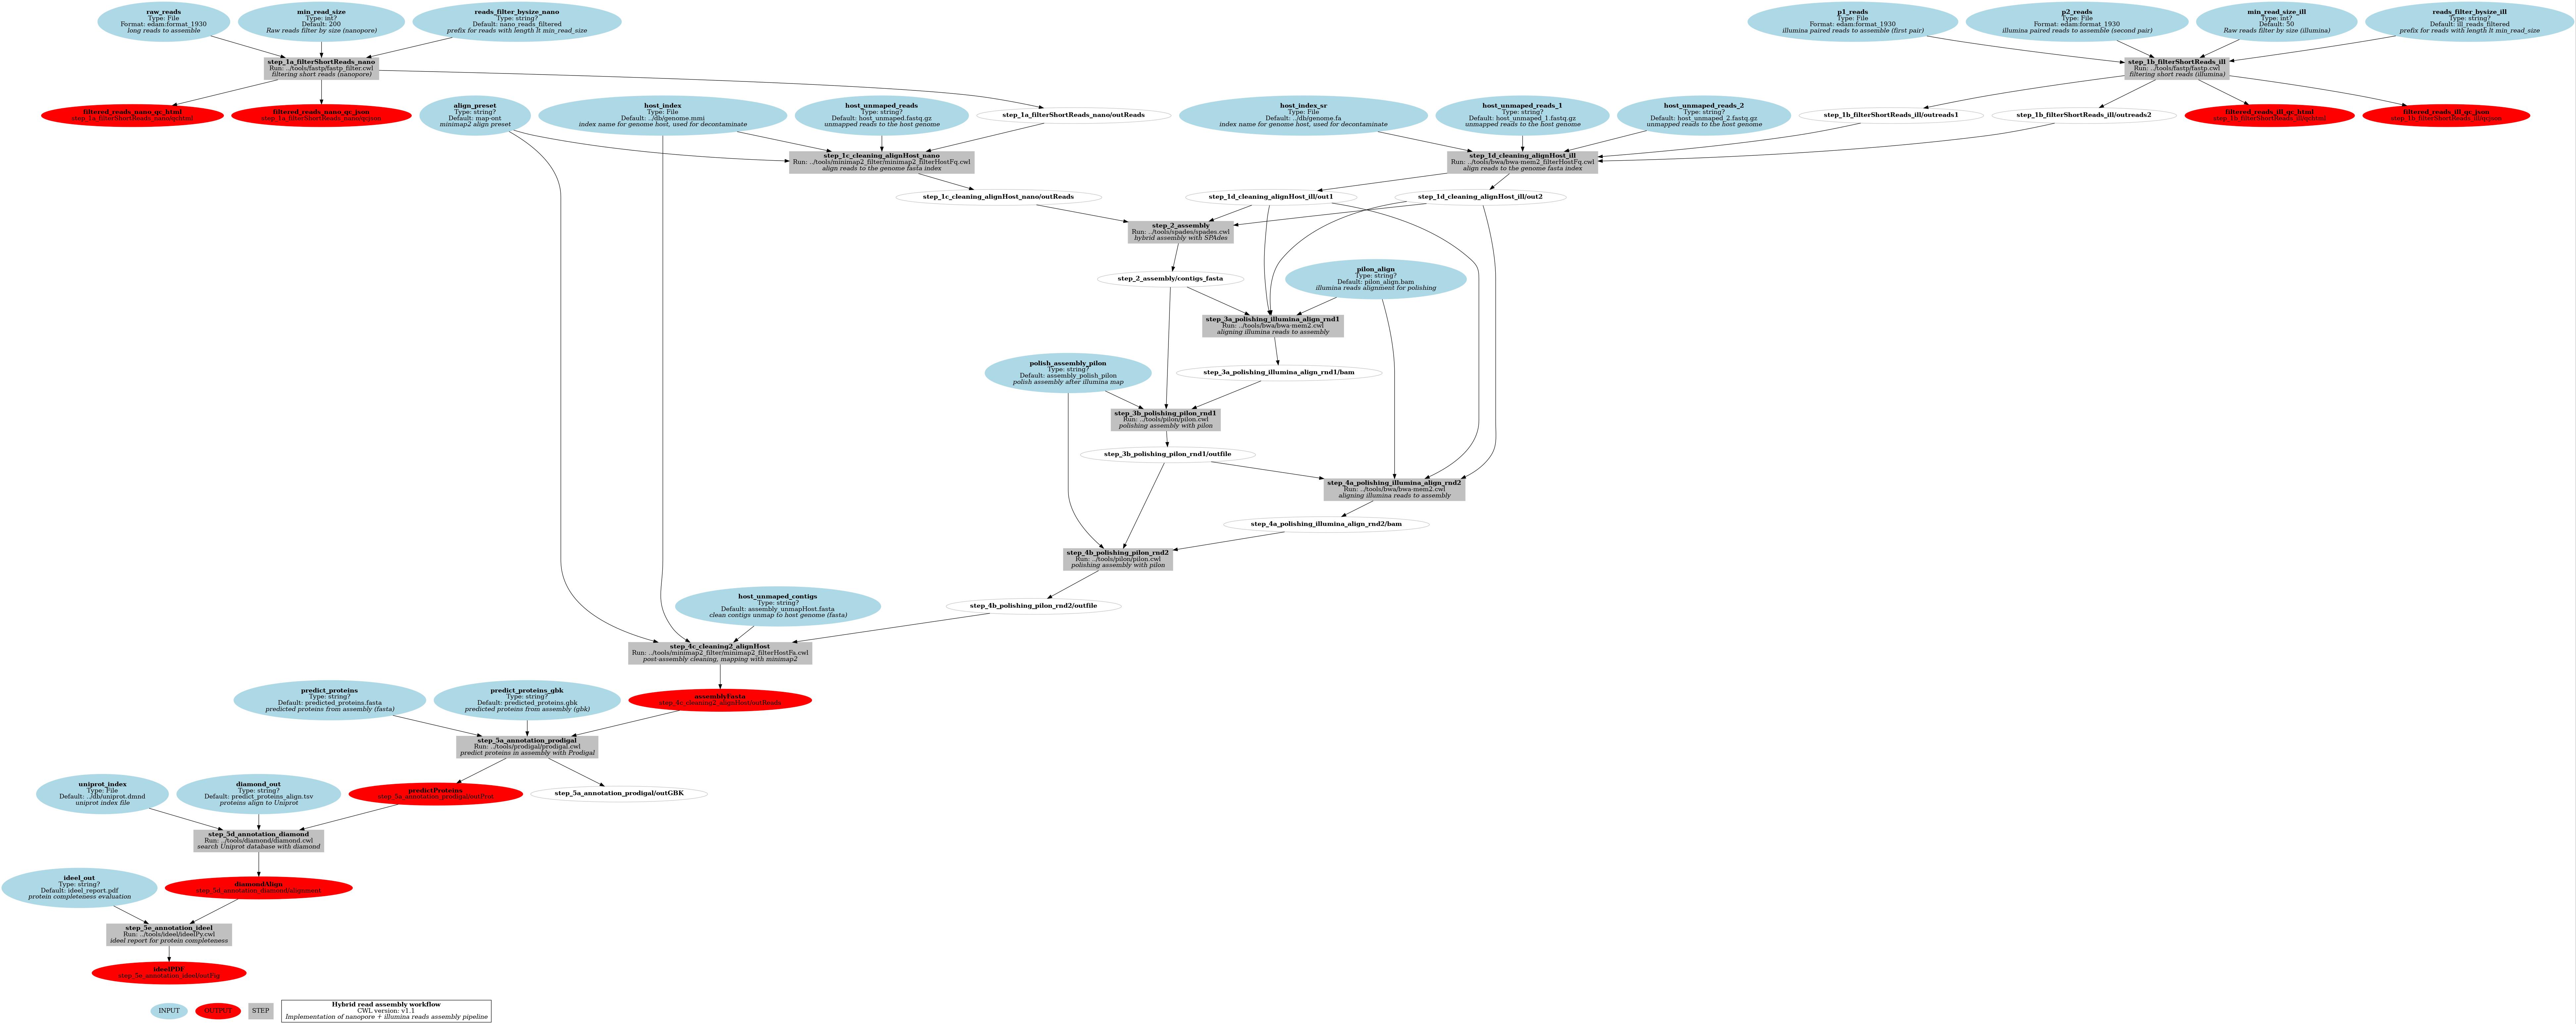 raw_reads
Type: File
Format: edam:format_1930
long reads to assemble
min_read_size
Type: int?
Default: 200
Raw reads filter by size (nanopore)
reads_filter_bysize_nano
Type: string?
Default: nano_reads_filtered
prefix for reads with length lt min_read_size
p1_reads
Type: File
Format: edam:format_1930
illumina paired reads to assemble (first pair)
p2_reads
Type: File
Format: edam:format_1930
illumina paired reads to assemble (second pair)
min_read_size_ill
Type: int?
Default: 50
Raw reads filter by size (illumina)
reads_filter_bysize_ill
Type: string?
Default: ill_reads_filtered
prefix for reads with length lt min_read_size
step_1a_filterShortReads_nano
Run: ../tools/fastp/fastp_filter.cwl
filtering short reads (nanopore)
step_1b_filterShortReads_ill
Run: ../tools/fastp/fastp.cwl
filtering short reads (illumina)
filtered_reads_nano_qc_html
step_1a_filterShortReads_nano/qchtml
filtered_reads_nano_qc_json
step_1a_filterShortReads_nano/qcjson
align_preset
Type: string?
Default: map-ont
minimap2 align preset
host_index
Type: File
Default: ../db/genome.mmi
index name for genome host, used for decontaminate
host_unmaped_reads
Type: string?
Default: host_unmaped.fastq.gz
unmapped reads to the host genome
step_1a_filterShortReads_nano/outReads
host_index_sr
Type: File
Default: ../db/genome.fa
index name for genome host, used for decontaminate
host_unmaped_reads_1
Type: string?
Default: host_unmaped_1.fastq.gz
unmapped reads to the host genome
host_unmaped_reads_2
Type: string?
Default: host_unmaped_2.fastq.gz
unmapped reads to the host genome
step_1b_filterShortReads_ill/outreads1
step_1b_filterShortReads_ill/outreads2
filtered_reads_ill_qc_html
filtered_reads_ill_qc_json
step_1c_cleaning_alignHost_nano
Run: ../tools/minimap2_filter/minimap2_filterHostFq.cwl
align reads to the genome fasta index
step_1d_cleaning_alignHost_ill
Run: ../tools/bwa/bwa-mem2_filterHostFq.cwl
align reads to the genome fasta index
step_1c_cleaning_alignHost_nano/outReads
step_1d_cleaning_alignHost_ill/out1
step_1d_cleaning_alignHost_ill/out2
step_2_assembly
Run: ../tools/spades/spades.cwl
hybrid assembly with SPAdes
step_2_assembly/contigs_fasta
pilon_align
Type: string?
Default: pilon_align.bam
illumina reads alignment for polishing
step_3a_polishing_illumina_align_rnd1
Run: ../tools/bwa/bwa-mem2.cwl
aligning illumina reads to assembly
polish_assembly_pilon
Type: string?
Default: assembly_polish_pilon
polish assembly after illumina map
step_3a_polishing_illumina_align_rnd1/bam
step_3b_polishing_pilon_rnd1
Run: ../tools/pilon/pilon.cwl
polishing assembly with pilon
step_3b_polishing_pilon_rnd1/outfile
step_4a_polishing_illumina_align_rnd2
Run: ../tools/bwa/bwa-mem2.cwl
aligning illumina reads to assembly
step_4a_polishing_illumina_align_rnd2/bam
step_4b_polishing_pilon_rnd2
Run: ../tools/pilon/pilon.cwl
polishing assembly with pilon
host_unmaped_contigs
Type: string?
Default: assembly_unmapHost.fasta
clean contigs unmap to host genome (fasta)
step_4b_polishing_pilon_rnd2/outfile
step_4c_cleaning2_alignHost
Run: ../tools/minimap2_filter/minimap2_filterHostFa.cwl
post-assembly cleaning, mapping with minimap2
predict_proteins
Type: string?
Default: predicted_proteins.fasta
predicted proteins from assembly (fasta)
predict_proteins_gbk
Type: string?
Default: predicted_proteins.gbk
predicted proteins from assembly (gbk)
assemblyFasta
step_4c_cleaning2_alignHost/outReads
step_5a_annotation_prodigal
Run: ../tools/prodigal/prodigal.cwl
predict proteins in assembly with Prodigal
uniprot_index
Type: File
Default: ../db/uniprot.dmnd
uniprot index file
diamond_out
Type: string?
Default: predict_proteins_align.tsv
proteins align to Uniprot
predictProteins
step_5a_annotation_prodigal/outProt
step_5a_annotation_prodigal/outGBK
step_5d_annotation_diamond
Run: ../tools/diamond/diamond.cwl
search Uniprot database with diamond
ideel_out
Type: string?
Default: ideel_report.pdf
protein completeness evaluation
diamondAlign
step_5d_annotation_diamond/alignment
step_5e_annotation_ideel
Run: ../tools/ideel/ideelPy.cwl
ideel report for protein completeness
ideelPDF
step_5e_annotation_ideel/outFig
INPUT
OUTPUT
STEP
Hybrid read assembly workflow
CWL version: v1.1
Implementation of nanopore + illumina reads assembly pipeline